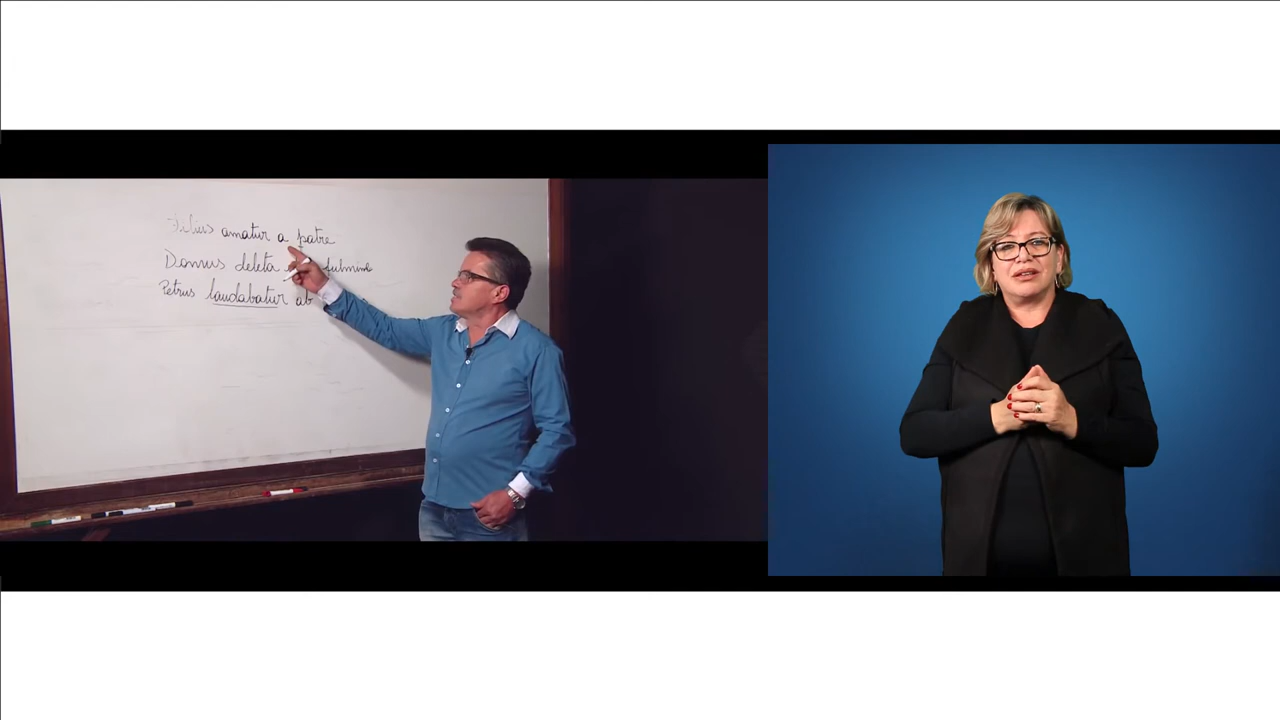 Filius amatur a patre
Domus deleta fulmine
Petrus laudabatur ab